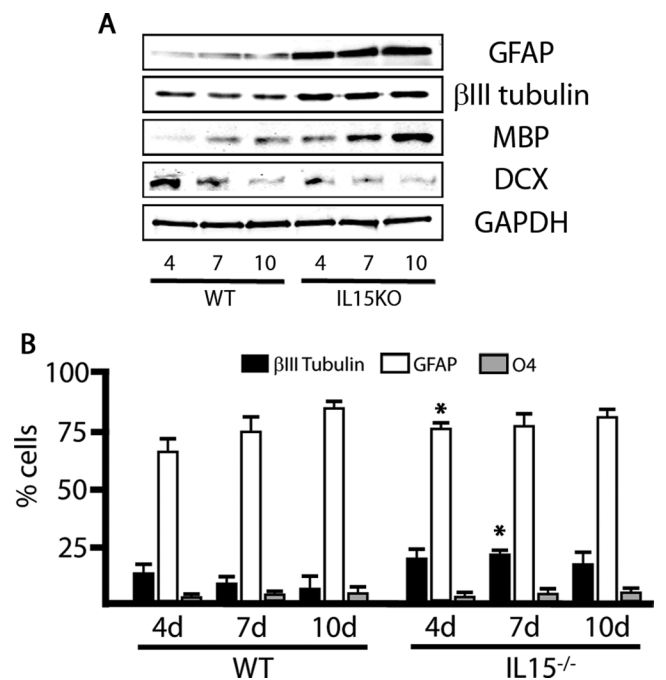 A
GFAP
βIII tubulin
MBP
DCX
GAPDH
4 7 10 4 7 10
WT IL15KO
B
βIII Tubulin GFAP O4
100
75
50
25
% cells
* *
4d 7d 10d 4d 7d 10d
WT IL15-/-